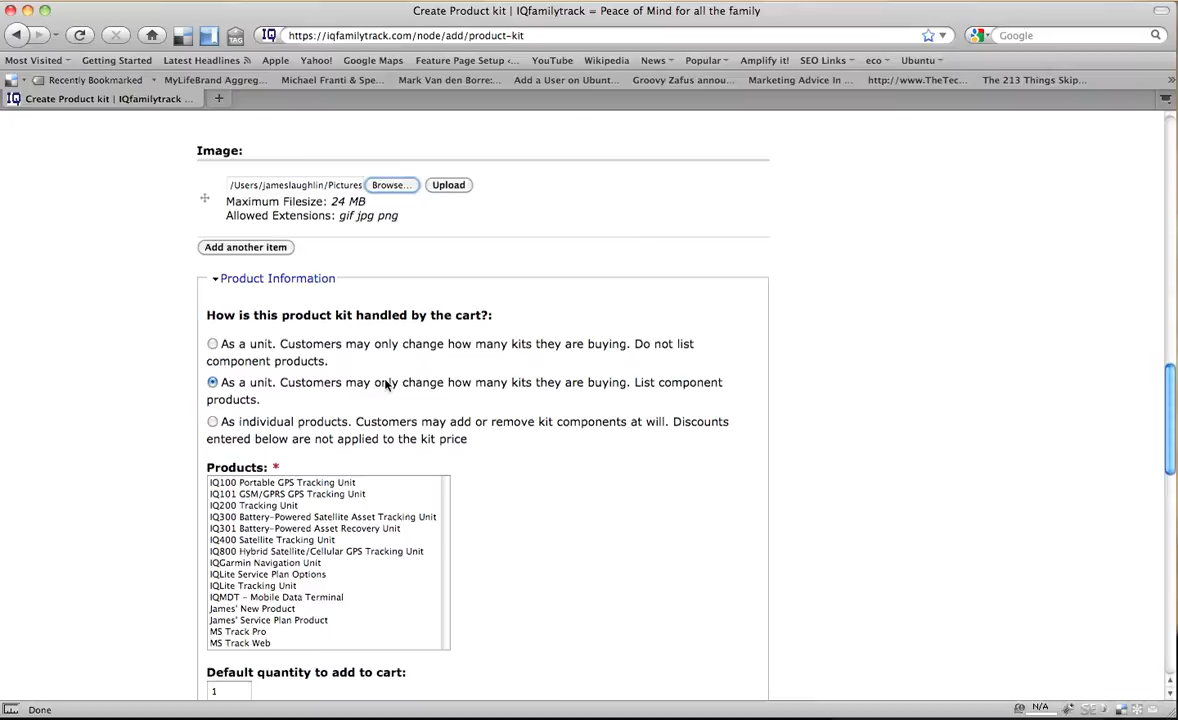 Create Product kit | IQfamilytrack = Peace of Mind for all the family
TAG IQ https://iqfamilytrack.com/node/add/product-kit Google
Most Visited Getting Started Latest Headlines Apple Yahoo! Google Maps Feature Page Setup <... YouTube Wikipedia News Popular Amplify it! SEO Links eco Ubuntu
Recently Bookmarked MyLifeBrand Aggreg... Michael Franti & Spe... Mark Van den Borre:... Add a User on Ubunt... Groovy Zafus annou... Marketing Advice In ... http://www.TheTec... The 213 Things Skip...
IQ Create Product kit | IQfamilytrack ... +
Image:
/Users/jameslaughlin/Pictures Browse... Upload
Maximum Filesize: 24 MB
Allowed Extensions: gif jpg png
Add another item
Product Information
How is this product kit handled by the cart?:
As a unit. Customers may only change how many kits they are buying. Do not list
component products.
As a unit. Customers may only change how many kits they are buying. List component
products.
As individual products. Customers may add or remove kit components at will. Discounts
entered below are not applied to the kit price
Products: *
IQ100 Portable GPS Tracking Unit
IQ101 GSM/GPRS GPS Tracking Unit
IQ200 Tracking Unit
IQ300 Battery-Powered Satellite Asset Tracking Unit
IQ301 Battery-Powered Asset Recovery Unit
IQ400 Satellite Tracking Unit
IQ800 Hybrid Satellite/Cellular GPS Tracking Unit
IQGarmin Navigation Unit
IQLite Service Plan Options
IQLite Tracking Unit
IQMDT - Mobile Data Terminal
James' New Product
James' Service Plan Product
MS Track Pro
MS Track Web
Default quantity to add to cart:
1
Done N/A